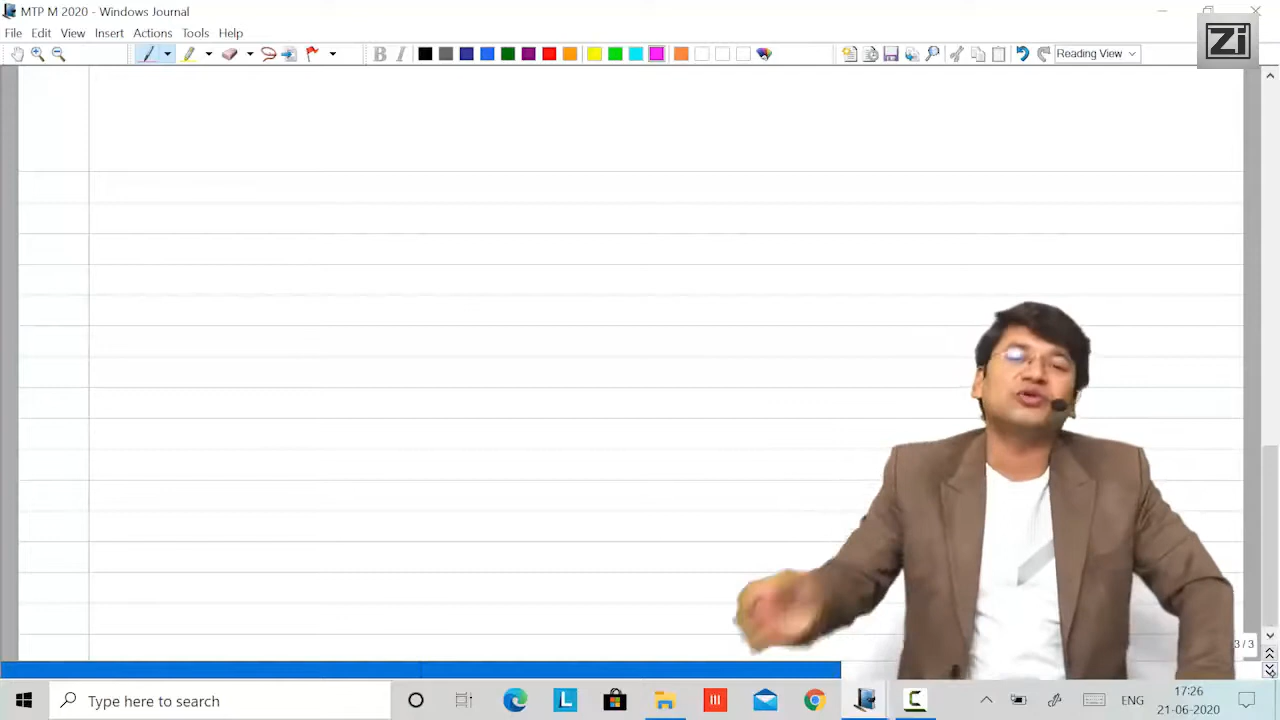 MTP M 2020 - Windows Journal
Zi
File Edit View Insert Actions Tools Help
B I Reading View
3 / 3
Type here to search
L
C
ENG
17:26
21-06-2020